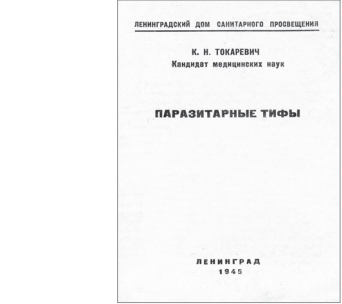 ЛЕНИНГРАДСКИЙ ДОМ САНИТАРНОГО ПРОСВЕЩЕНИЯ
К. Н. ТОКАРЕВИЧ
Кандидат медицинских наук
ПАРАЗИТАРНЫЕ ТИФЫ
ЛЕНИНГРАД
1945